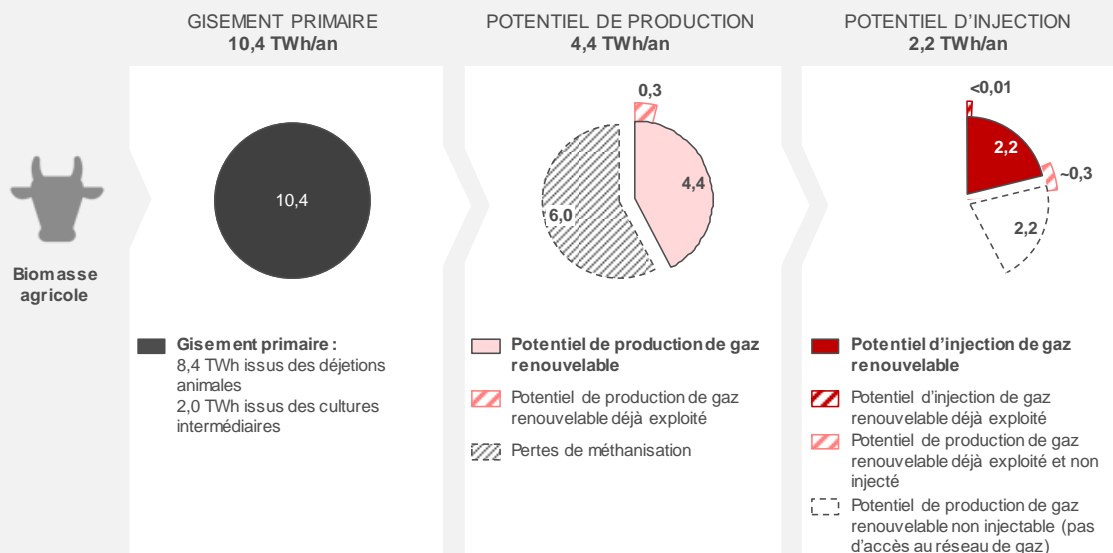 GISEMENT PRIMAIRE
10,4 TWh/an
POTENTIEL DE PRODUCTION
4,4 TWh/an
POTENTIEL D'INJECTION
2,2 TWh/an
Biomasse
agricole
10,4
0,3
4,4
6,0
<0,01
2,2
~0,3
2,2
Gisement primaire :
8,4 TWh issus des déjetions
animales
2,0 TWh issus des cultures
intermédiaires
Potentiel de production de gaz
renouvelable
Potentiel de production de gaz
renouvelable déjà exploité
Pertes de méthanisation
Potentiel d'injection de gaz
renouvelable
Potentiel d'injection de gaz
renouvelable déjà exploité
Potentiel de production de gaz
renouvelable déjà exploité et non
injecté
Potentiel de production de gaz
renouvelable non injectable (pas
d'accès au réseau de gaz)